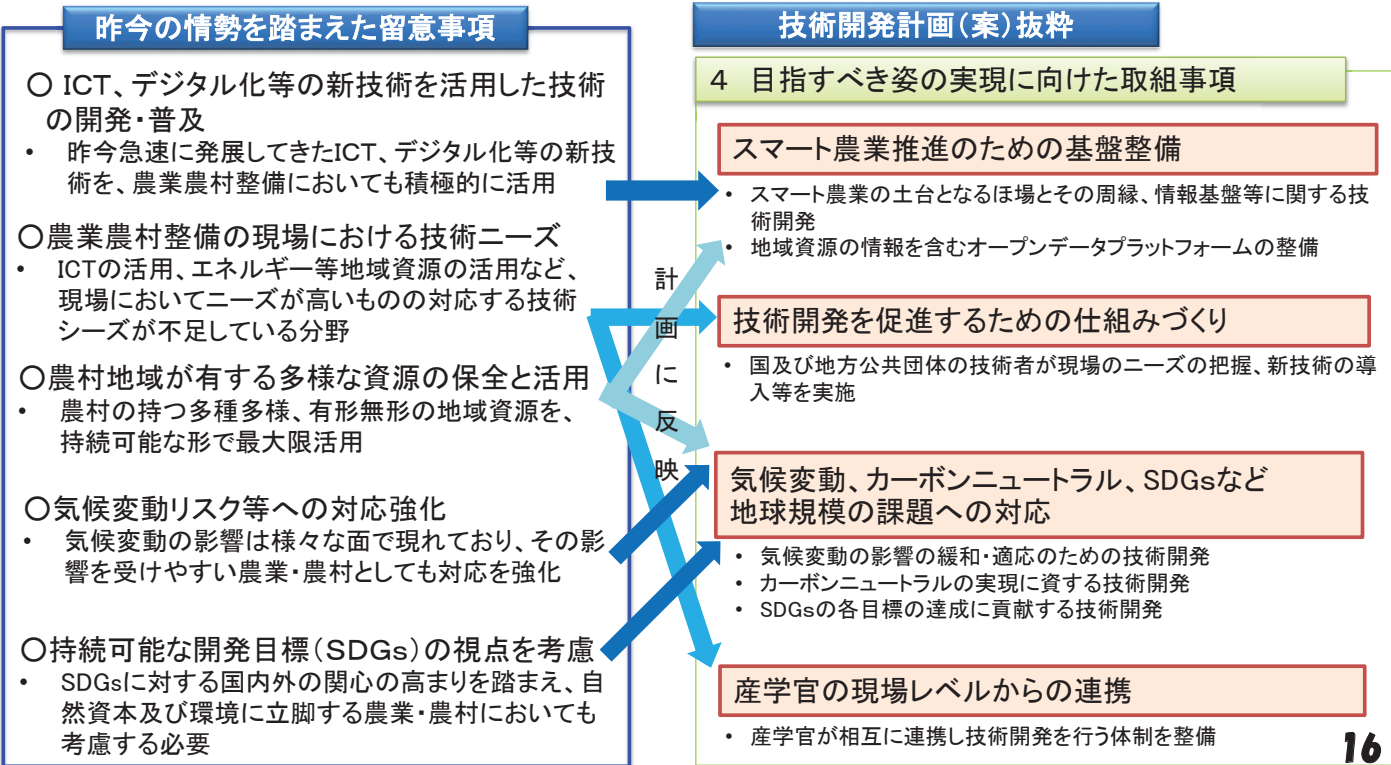 昨今の情勢を踏まえた留意事項
○ ICT、デジタル化等の新技術を活用した技術
の開発・普及
• 昨今急速に発展してきたICT、デジタル化等の新技
術を、農業農村整備においても積極的に活用
○農業農村整備の現場における技術ニーズ
• ICTの活用、エネルギー等地域資源の活用など、
現場においてニーズが高いものの対応する技術
シーズが不足している分野
○農村地域が有する多様な資源の保全と活用
• 農村の持つ多種多様、有形無形の地域資源を、
持続可能な形で最大限活用
○気候変動リスク等への対応強化
• 気候変動の影響は様々な面で現れており、その影
響を受けやすい農業・農村としても対応を強化
○持続可能な開発目標(SDGs)の視点を考慮
• SDGsに対する国内外の関心の高まりを踏まえ、自
然資本及び環境に立脚する農業・農村においても
考慮する必要
計画に反映
技術開発計画(案)抜粋
4 目指すべき姿の実現に向けた取組事項
スマート農業推進のための基盤整備
• スマート農業の土台となるほ場とその周縁、情報基盤等に関する技
術開発
• 地域資源の情報を含むオープンデータプラットフォームの整備
技術開発を促進するための仕組みづくり
• 国及び地方公共団体の技術者が現場のニーズの把握、新技術の導
入等を実施
気候変動、カーボンニュートラル、SDGsなど
地球規模の課題への対応
• 気候変動の影響の緩和・適応のための技術開発
• カーボンニュートラルの実現に資する技術開発
• SDGsの各目標の達成に貢献する技術開発
産学官の現場レベルからの連携
• 産学官が相互に連携し技術開発を行う体制を整備
16